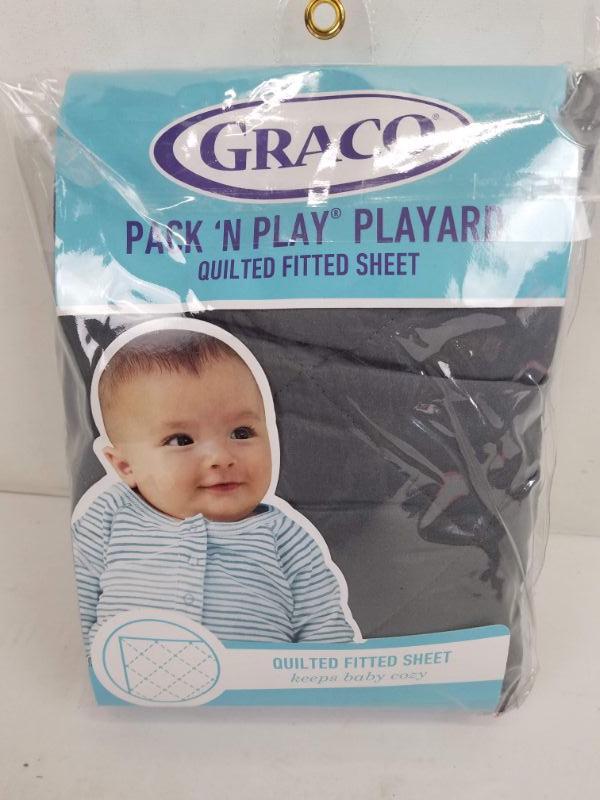 GRACO®
PACK 'N PLAY® PLAYARD
QUILTED FITTED SHEET
QUILTED FITTED SHEET
keeps baby cozy